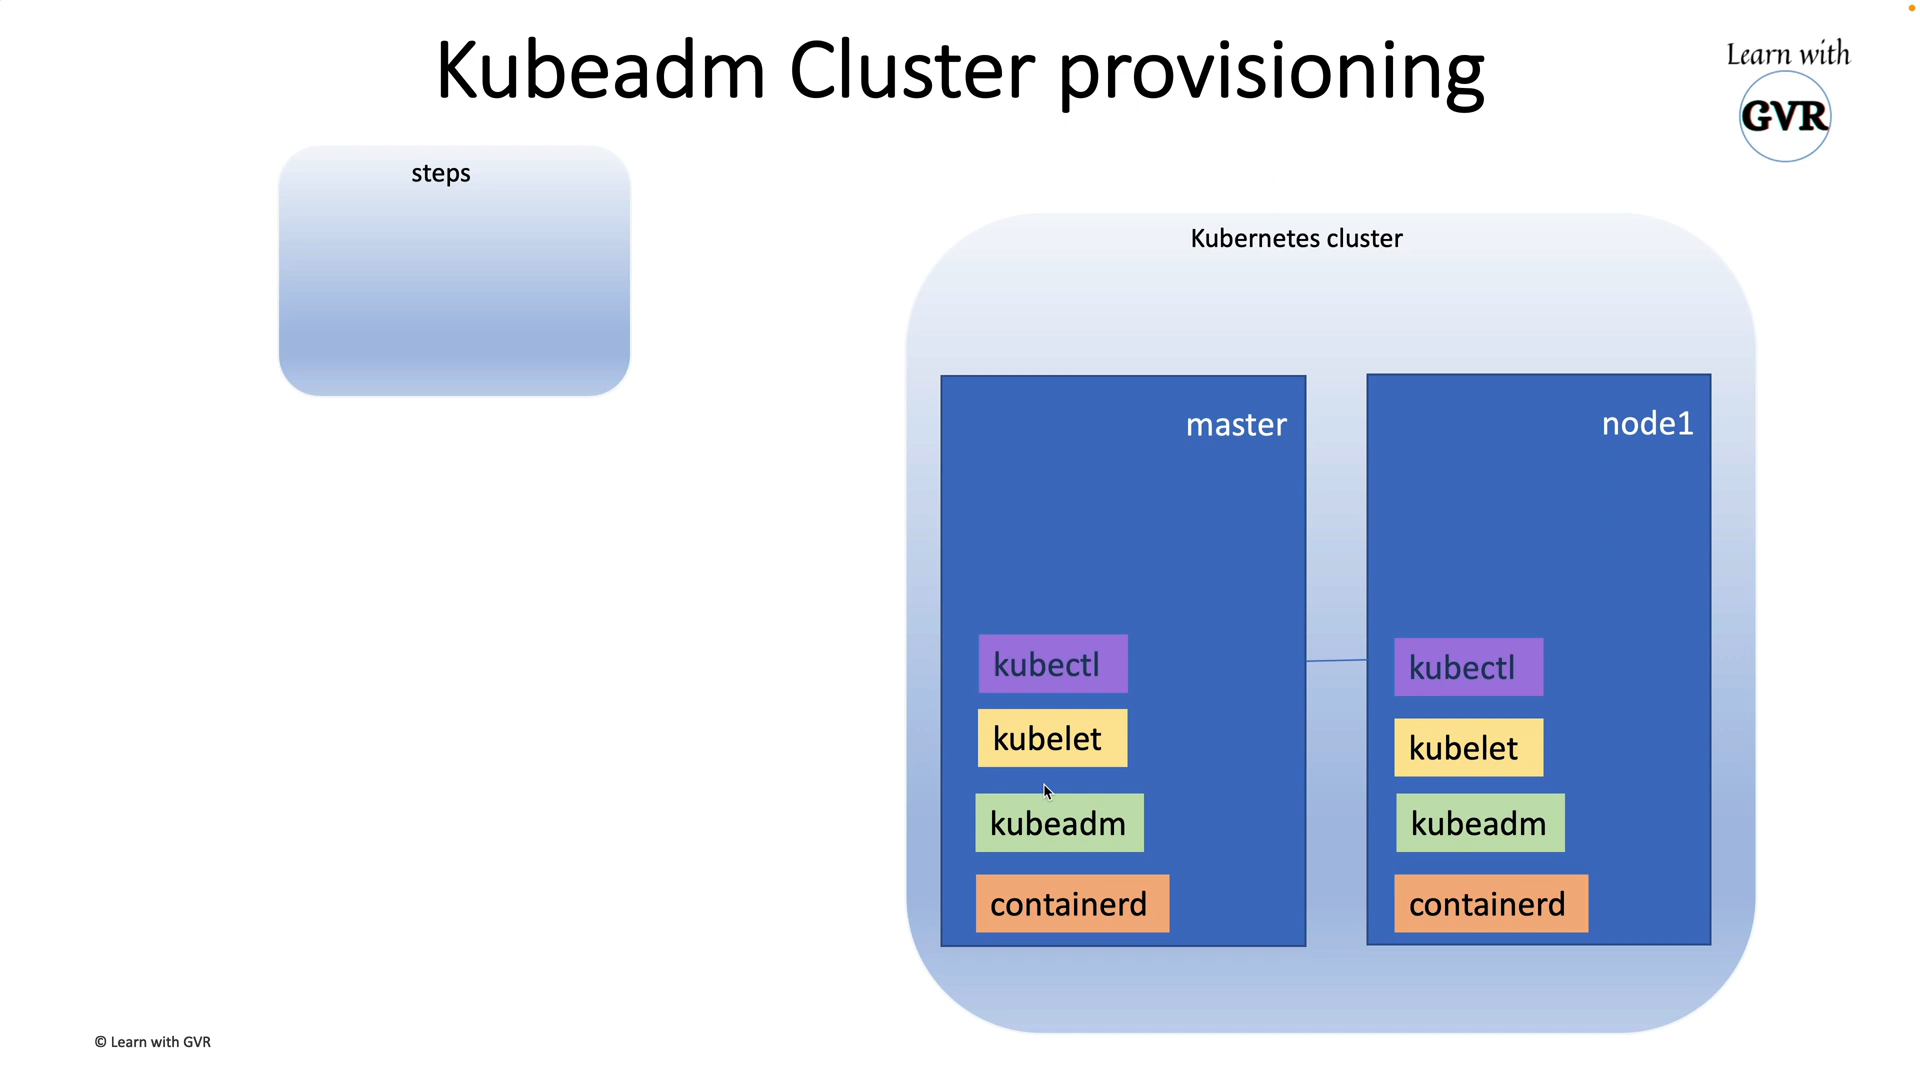 Kubeadm Cluster provisioning
Learn with
GVR
steps
Kubernetes cluster
master
node1
kubectl
kubelet
kubeadm
containerd
kubectl
kubelet
kubeadm
containerd
© Learn with GVR